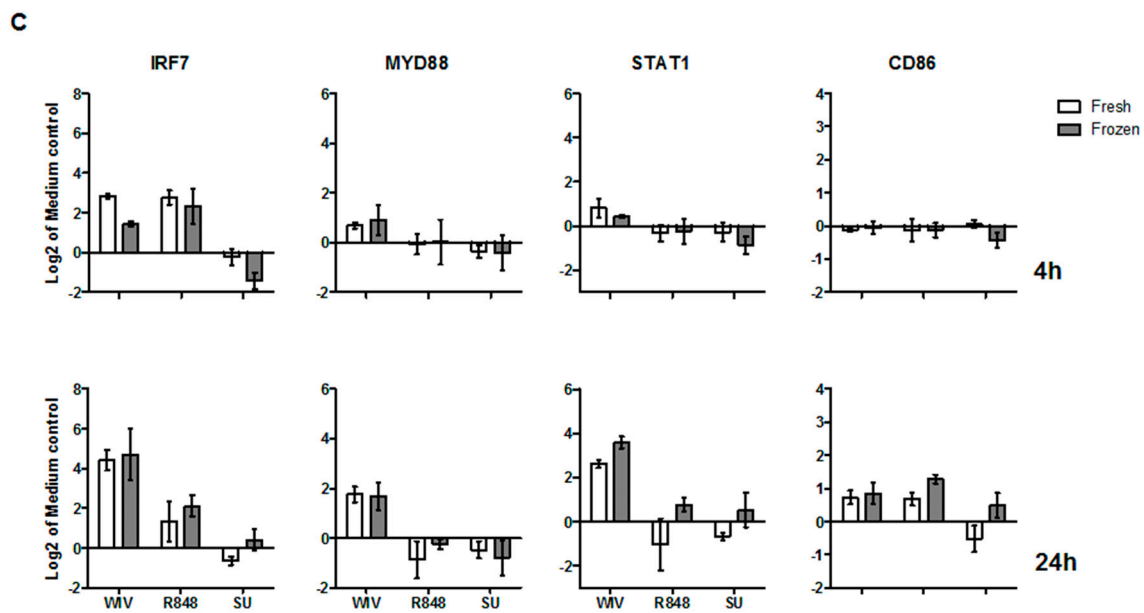 C
IRF7 MYD88 STAT1 CD86
Log2 of Medium control
8 6 4 2 0 -2
6 4 2 0 -2
6 4 2 0 -2
4 3 2 1 0 -1 -2
Fresh
Frozen
4h
Log2 of Medium control
8 6 4 2 0 -2
6 4 2 0 -2
6 4 2 0 -2 -4
4 3 2 1 0 -1 -2
24h
WIV R848 SU
WIV R848 SU
WIV R848 SU